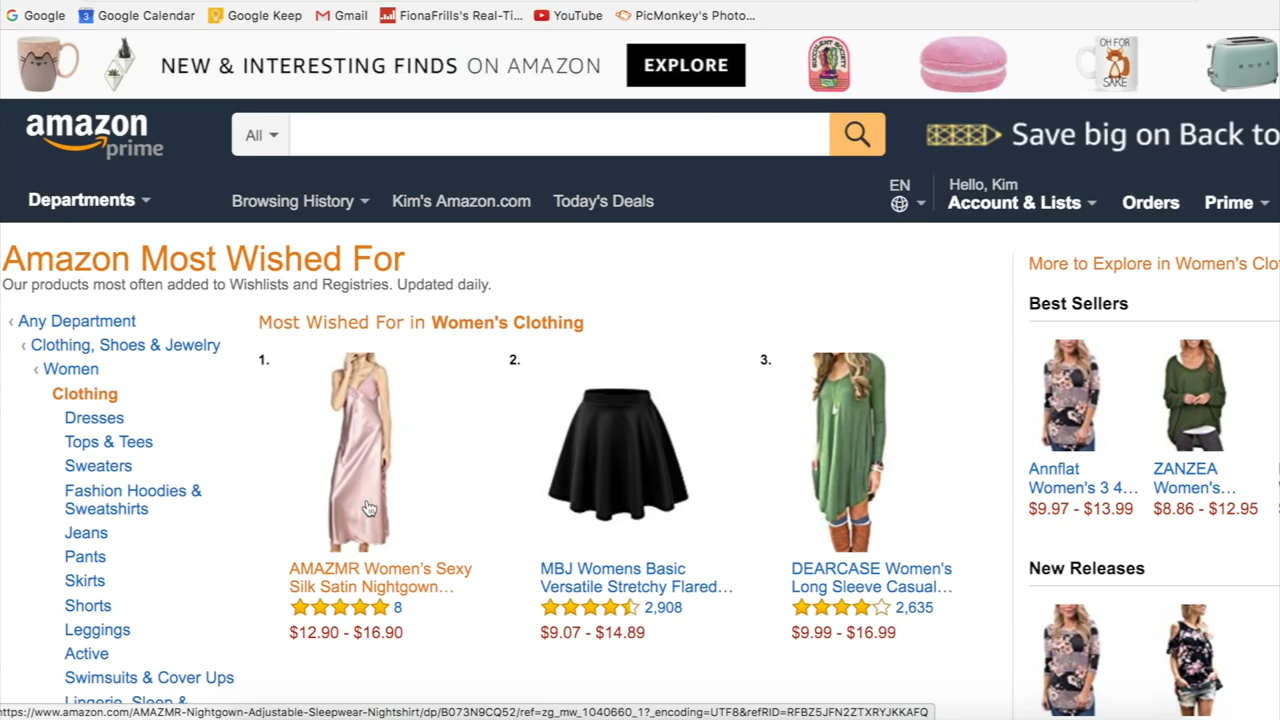 Google
Google Calendar
Google Keep
Gmail
FionaFrills's Real-Ti...
YouTube
PicMonkey's Photo...
NEW & INTERESTING FINDS ON AMAZON
EXPLORE
SUCCULENT SOCIETY
OH FOR
SAKE
amazon
prime
All
Save big on Back to
Departments
Browsing History
Kim's Amazon.com
Today's Deals
EN
Hello, Kim
Account & Lists
Orders
Prime
Amazon Most Wished For
Our products most often added to Wishlists and Registries. Updated daily.
‹ Any Department
‹ Clothing, Shoes & Jewelry
‹ Women
Clothing
Dresses
Tops & Tees
Sweaters
Fashion Hoodies &
Sweatshirts
Jeans
Pants
Skirts
Shorts
Leggings
Active
Swimsuits & Cover Ups
Lingerie, Sleep &
Most Wished For in Women's Clothing
1.
AMAZMR Women's Sexy
Silk Satin Nightgown...
8
$12.90 - $16.90
2.
MBJ Womens Basic
Versatile Stretchy Flared...
2,908
$9.07 - $14.89
3.
DEARCASE Women's
Long Sleeve Casual...
2,635
$9.99 - $16.99
More to Explore in Women's Clo
Best Sellers
Annflat
Women's 3 4...
$9.97 - $13.99
ZANZEA
Women's...
$8.86 - $12.95
New Releases
https://www.amazon.com/AMAZMR-Nightgown-Adjustable-Sleepwear-Nightshirt/dp/B073N9CQ52/ref=zg_mw_1040660_1?_encoding=UTF8&refRID=RFBZ5JFN2ZTXRYJKKAFQ